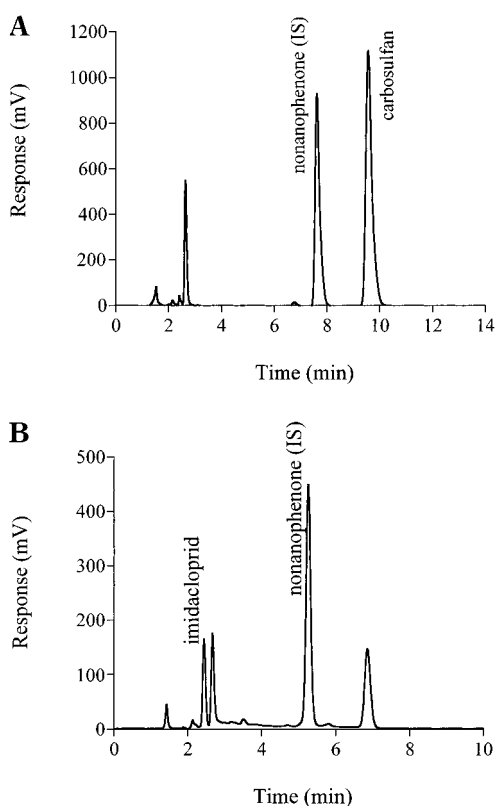 A
1200
1000
800
600
400
200
0
Response (mV)
nonanophenone (IS)
carbosulfan
0 2 4 6 8 10 12 14
Time (min)
B
500
400
300
200
100
0
Response (mV)
imidacloprid
nonanophenone (IS)
0 2 4 6 8 10
Time (min)